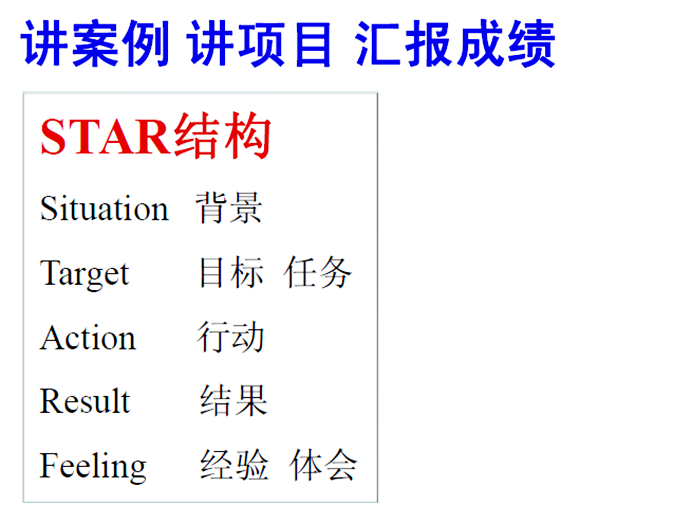 讲案例 讲项目 汇报成绩
STAR结构
Situation 背景
Target 目标 任务
Action 行动
Result 结果
Feeling 经验 体会